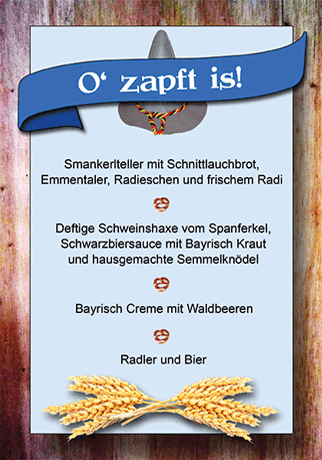 O‘ zapft is!
Smankerlteller mit Schnittlauchbrot,
Emmentaler, Radieschen und frischem Radi
Deftige Schweinshaxe vom Spanferkel,
Schwarzbiersauce mit Bayrisch Kraut
und hausgemachte Semmelknödel
Bayrisch Creme mit Waldbeeren
Radler und Bier